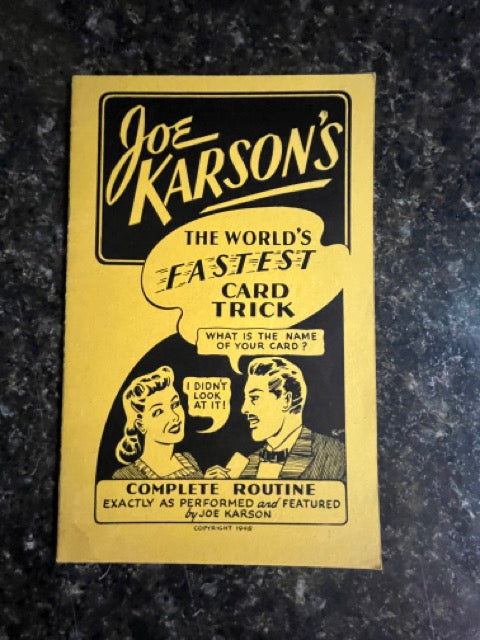 JOE
KARSON'S
THE WORLD'S
FASTEST
CARD
TRICK
WHAT IS THE NAME
OF YOUR CARD?
I DIDN'T
LOOK
AT IT!
COMPLETE ROUTINE
EXACTLY AS PERFORMED and FEATURED
by JOE KARSON
COPYRIGHT 1948